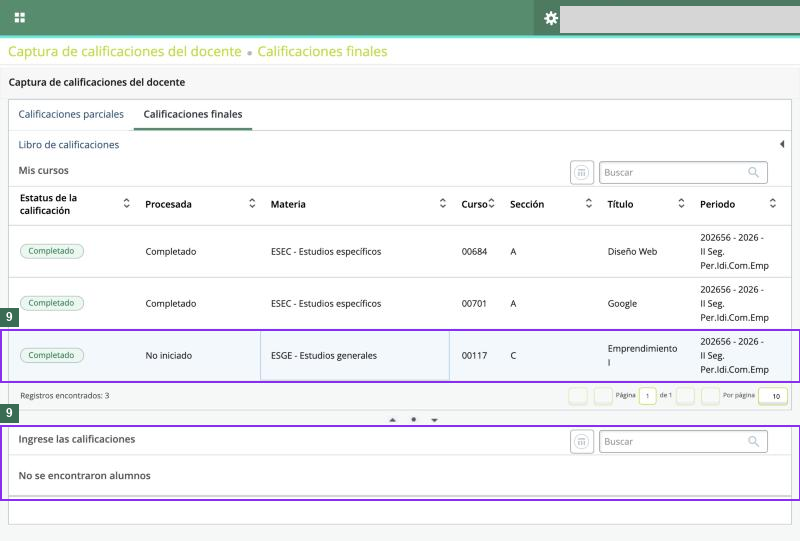 Captura de calificaciones del docente • Calificaciones finales
Captura de calificaciones del docente
Calificaciones parciales Calificaciones finales
Libro de calificaciones
Mis cursos Buscar
Estatus de la calificación Procesada Materia Curso Sección Título Periodo
Completado Completado ESEC - Estudios específicos 00684 A Diseño Web 202656 - 2026 - II Seg. Per.Idi.Com.Emp
Completado Completado ESEC - Estudios específicos 00701 A Google 202656 - 2026 - II Seg. Per.Idi.Com.Emp
9
Completado No iniciado ESGE - Estudios generales 00117 C Emprendimiento I 202656 - 2026 - II Seg. Per.Idi.Com.Emp
Registros encontrados: 3 Página 1 de 1 Por página 10
9
Ingrese las calificaciones Buscar
No se encontraron alumnos